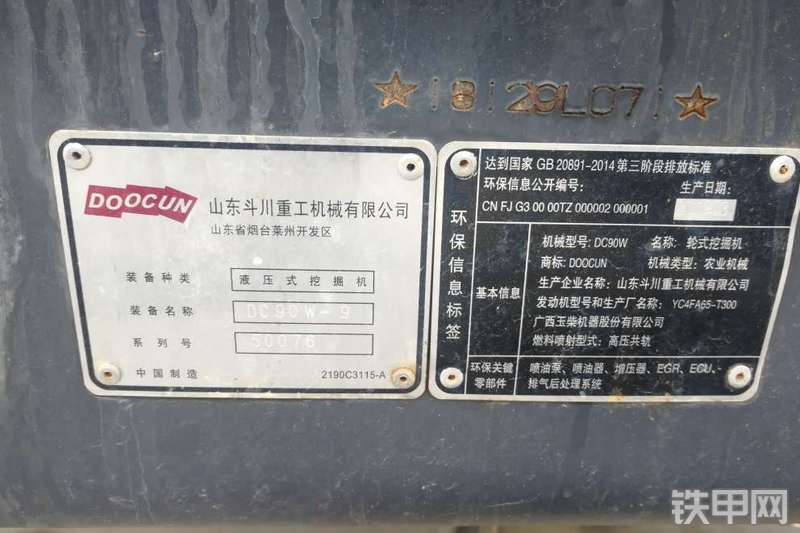 ★18129L071★
DOOCUN
山东斗川重工机械有限公司
山东省烟台莱州开发区
装备种类 液压式挖掘机
装备名称 DC90W-9
系列号 50076
中国制造 2190C3115-A
环保信息标签
达到国家 GB 20891-2014 第三阶段排放标准
环保信息公开编号: 生产日期:
CN FJ G3 00 00TZ 000002 000001
基本信息
机械型号: DC90W 名称: 轮式挖掘机
商标: DOOCUN 机械类型: 农业机械
生产企业名称: 山东斗川重工机械有限公司
发动机型号和生产厂名称: YC4FA65-T300
广西玉柴机器股份有限公司
燃料喷射型式: 高压共轨
环保关键
零部件
喷油泵、喷油器、增压器、EGR、ECU、
排气后处理系统
铁甲网